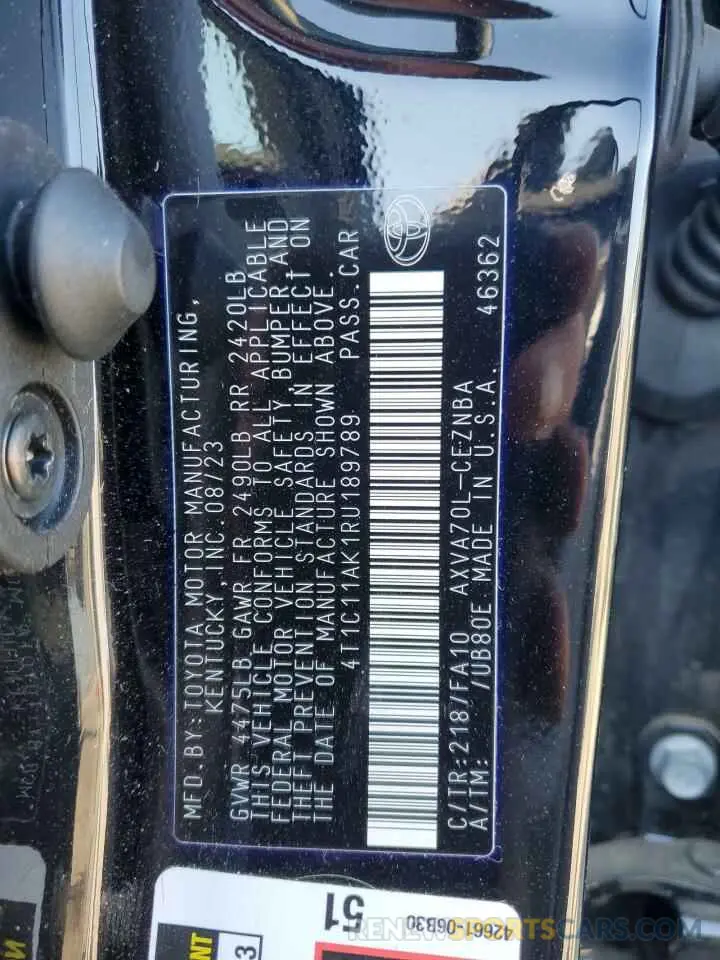 MFD.BY:TOYOTA MOTOR MANUFACTURING,
KENTUCKY, INC.08/23
GVWR 4475LB GAWR FR 2490LB RR 2420LB
THIS VEHICLE CONFORMS TO ALL APPLICABLE
FEDERAL MOTOR VEHICLE SAFETY, BUMPER, AND
THEFT PREVENTION STANDARDS IN EFFECT ON
THE DATE OF MANUFACTURE SHOWN ABOVE.
4T1C11AK1RU189789 PASS.CAR
C/TR:218/FA10 AXVA70L-CEZNBA
A/TM: /UB80E MADE IN U.S.A. 46362
51
42661-06B30
RENEWSPORTSCARS.COM